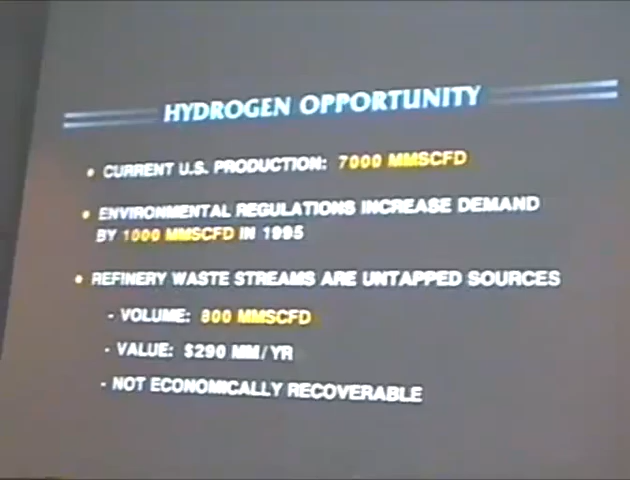 HYDROGEN OPPORTUNITY
• CURRENT U.S. PRODUCTION: 7000 MMSCFD
• ENVIRONMENTAL REGULATIONS INCREASE DEMAND
BY 1000 MMSCFD IN 1995
• REFINERY WASTE STREAMS ARE UNTAPPED SOURCES
- VOLUME: 800 MMSCFD
- VALUE: $290 MM/YR
- NOT ECONOMICALLY RECOVERABLE